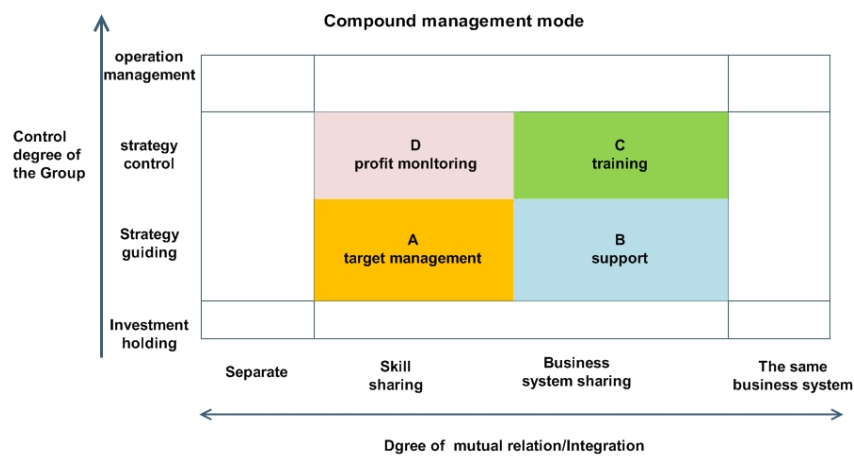 Compound management mode
operation
management
Control
degree of
the Group
strategy
control
D
profit monltoring
C
training
Strategy
guiding
A
target management
B
support
Investment
holding
Separate
Skill
sharing
Business
system sharing
The same
business system
Dgree of mutual relation/Integration